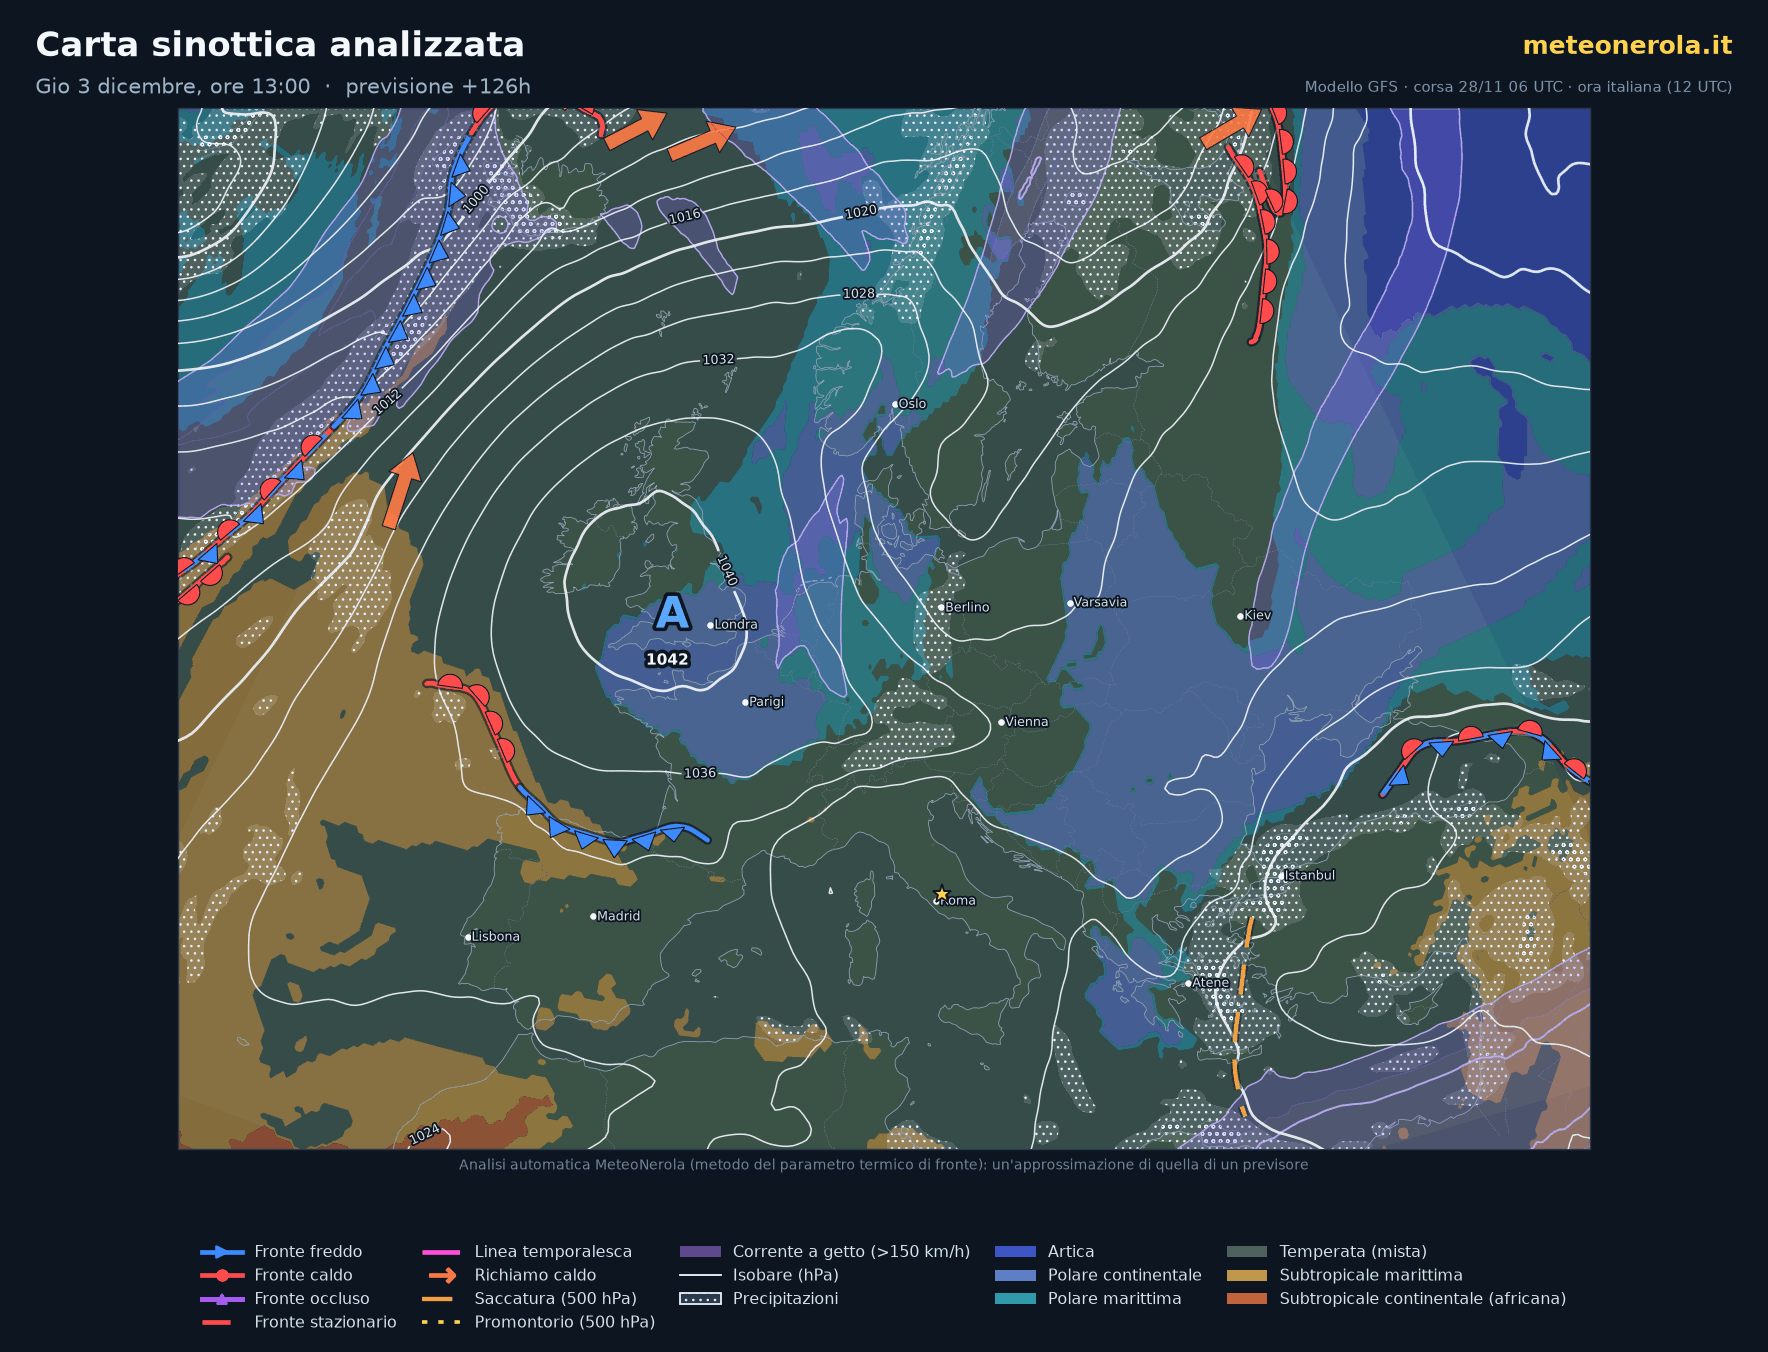 Carta sinottica analizzata
meteonerola.it
Gio 3 dicembre, ore 13:00 · previsione +126h
Modello GFS · corsa 28/11 06 UTC · ora italiana (12 UTC)
1000
1016
1020
1028
1032
1012
Oslo
1040
A
1042
Londra
Berlino
Varsavia
Kiev
Parigi
Vienna
1036
Istanbul
Roma
Madrid
Lisbona
Atene
1024
Analisi automatica MeteoNerola (metodo del parametro termico di fronte): un'approssimazione di quella di un previsore
Fronte freddo
Fronte caldo
Fronte occluso
Fronte stazionario
Linea temporalesca
Richiamo caldo
Saccatura (500 hPa)
Promontorio (500 hPa)
Corrente a getto (>150 km/h)
Isobare (hPa)
Precipitazioni
Artica
Polare continentale
Polare marittima
Temperata (mista)
Subtropicale marittima
Subtropicale continentale (africana)